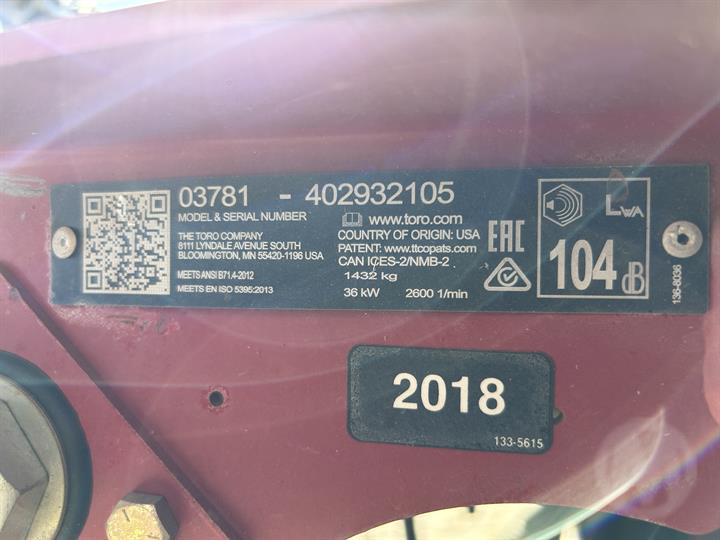 03781 - 402932105
MODEL & SERIAL NUMBER
THE TORO COMPANY
8111 LYNDALE AVENUE SOUTH
BLOOMINGTON, MN 55420-1196 USA
MEETS ANSI B71.4-2012
MEETS EN ISO 5395:2013
www.toro.com
COUNTRY OF ORIGIN: USA
PATENT: www.ttcopats.com
CAN ICES-2/NMB-2
1432 kg
36 kW 2600 1/min
EAC
LWA
104 dB
136-6036
2018
133-5615